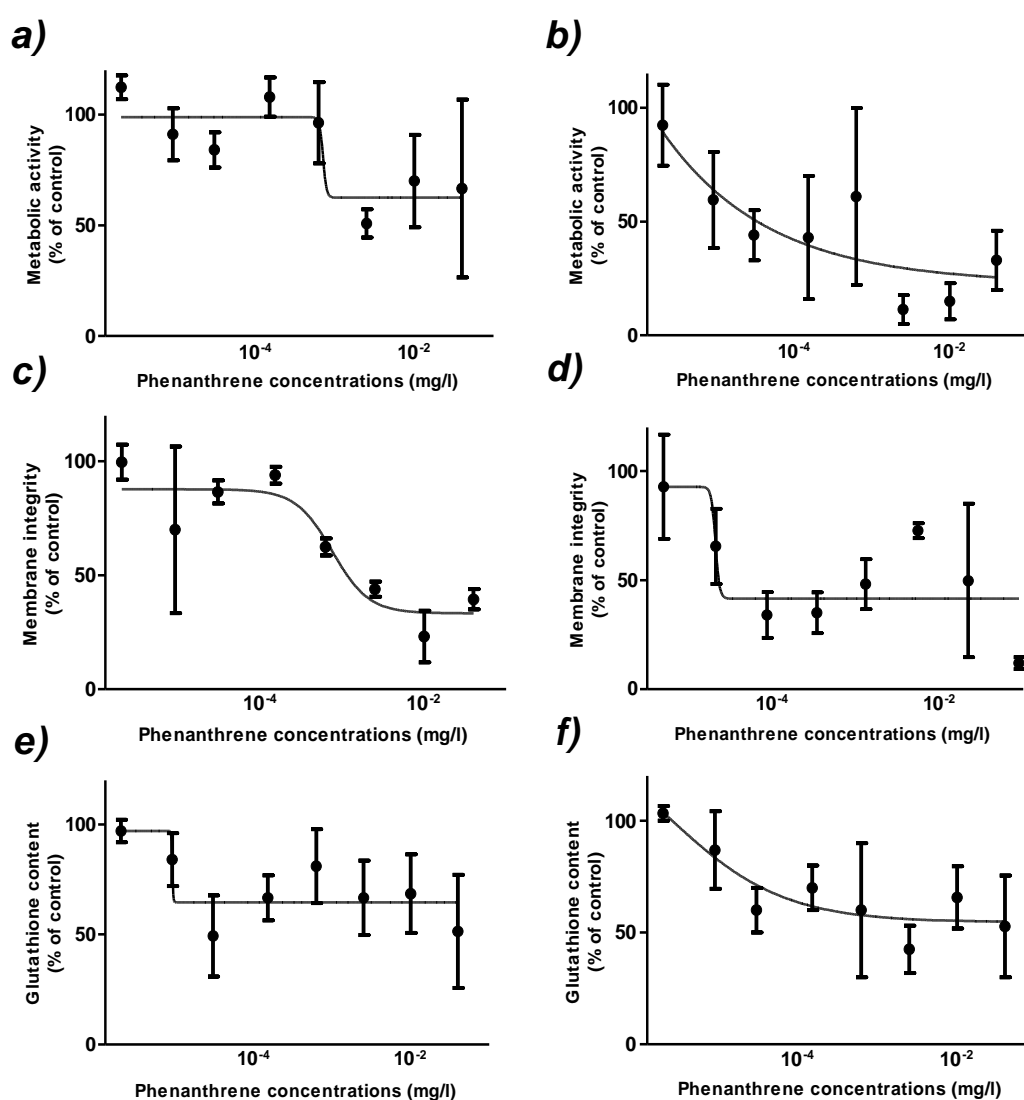 a)
Metabolic activity
(% of control)
100
50
0
10-4
10-2
Phenanthrene concentrations (mg/l)
b)
Metabolic activity
(% of control)
100
50
0
10-4
10-2
Phenanthrene concentrations (mg/l)
c)
Membrane integrity
(% of control)
100
50
0
10-4
10-2
Phenanthrene concentrations (mg/l)
d)
Membrane integrity
(% of control)
100
50
0
10-4
10-2
Phenanthrene concentrations (mg/l)
e)
Glutathione content
(% of control)
100
50
0
10-4
10-2
Phenanthrene concentrations (mg/l)
f)
Glutathione content
(% of control)
100
50
0
10-4
10-2
Phenanthrene concentrations (mg/l)